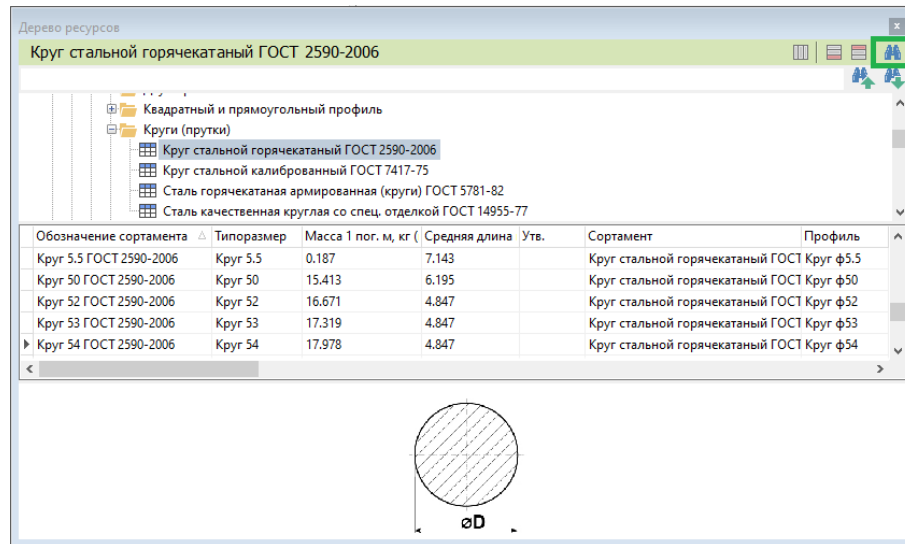 Дерево ресурсов
Круг стальной горячекатаный ГОСТ 2590-2006
Квадратный и прямоугольный профиль
Круги (прутки)
Круг стальной горячекатаный ГОСТ 2590-2006
Круг стальной калиброванный ГОСТ 7417-75
Сталь горячекатаная армированная (круги) ГОСТ 5781-82
Сталь качественная круглая со спец. отделкой ГОСТ 14955-77
Обозначение сортамента Типоразмер Масса 1 пог. м, кг ( Средняя длина Утв. Сортамент Профиль
Круг 5.5 ГОСТ 2590-2006 Круг 5.5 0.187 7.143 Круг стальной горячекатаный ГОСТ Круг ф5.5
Круг 50 ГОСТ 2590-2006 Круг 50 15.413 6.195 Круг стальной горячекатаный ГОСТ Круг ф50
Круг 52 ГОСТ 2590-2006 Круг 52 16.671 4.847 Круг стальной горячекатаный ГОСТ Круг ф52
Круг 53 ГОСТ 2590-2006 Круг 53 17.319 4.847 Круг стальной горячекатаный ГОСТ Круг ф53
Круг 54 ГОСТ 2590-2006 Круг 54 17.978 4.847 Круг стальной горячекатаный ГОСТ Круг ф54
⌀D